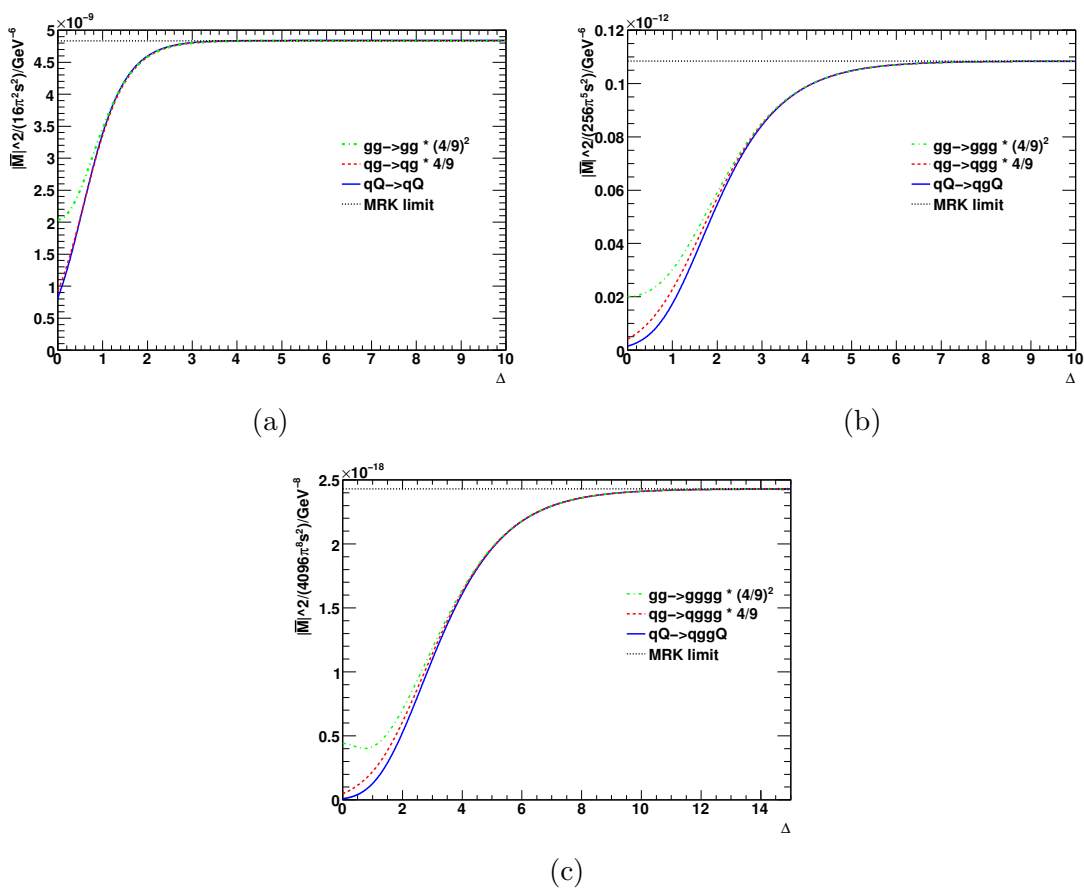 ×10⁻⁹
|M̅|^2/(16π²s²)/GeV⁻⁶
5
4.5
4
3.5
3
2.5
2
1.5
1
0.5
0
gg->gg * (4/9)²
qg->qg * 4/9
qQ->qQ
MRK limit
0 1 2 3 4 5 6 7 8 9 10
Δ
(a)
×10⁻¹²
|M̅|^2/(256π⁵s²)/GeV⁻⁶
0.12
0.1
0.08
0.06
0.04
0.02
0
gg->ggg * (4/9)²
qg->qgg * 4/9
qQ->qgQ
MRK limit
0 1 2 3 4 5 6 7 8 9 10
Δ
(b)
×10⁻¹⁸
|M̅|^2/(4096π⁸s²)/GeV⁻⁸
2.5
2
1.5
1
0.5
0
gg->gggg * (4/9)²
qg->qggg * 4/9
qQ->qggQ
MRK limit
0 2 4 6 8 10 12 14
Δ
(c)